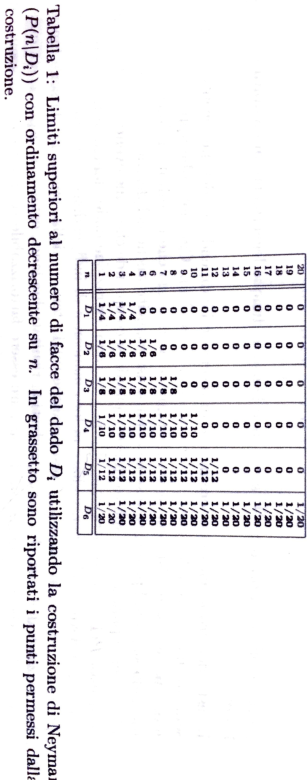 20 0 0 0 0 0 1/20
19 0 0 0 0 0 1/20
18 0 0 0 0 0 1/20
17 0 0 0 0 0 1/20
16 0 0 0 0 0 1/20
15 0 0 0 0 0 1/20
14 0 0 0 0 0 1/20
13 0 0 0 0 0 1/20
12 0 0 0 0 1/12 1/20
11 0 0 0 0 1/12 1/20
10 0 0 0 1/10 1/12 1/20
9 0 0 0 1/10 1/12 1/20
8 0 0 1/8 1/10 1/12 1/20
7 0 0 1/8 1/10 1/12 1/20
6 0 1/6 1/8 1/10 1/12 1/20
5 0 1/6 1/8 1/10 1/12 1/20
4 1/4 1/6 1/8 1/10 1/12 1/20
3 1/4 1/6 1/8 1/10 1/12 1/20
2 1/4 1/6 1/8 1/10 1/12 1/20
1 1/4 1/6 1/8 1/10 1/12 1/20
n D₁ D₂ D₃ D₄ D₅ D₆
Tabella 1: Limiti superiori al numero di facce del dado Dᵢ utilizzando la costruzione di Neyma
(P(n|Dᵢ)) con ordinamento decrescente su n. In grassetto sono riportati i punti permessi dalla
costruzione.